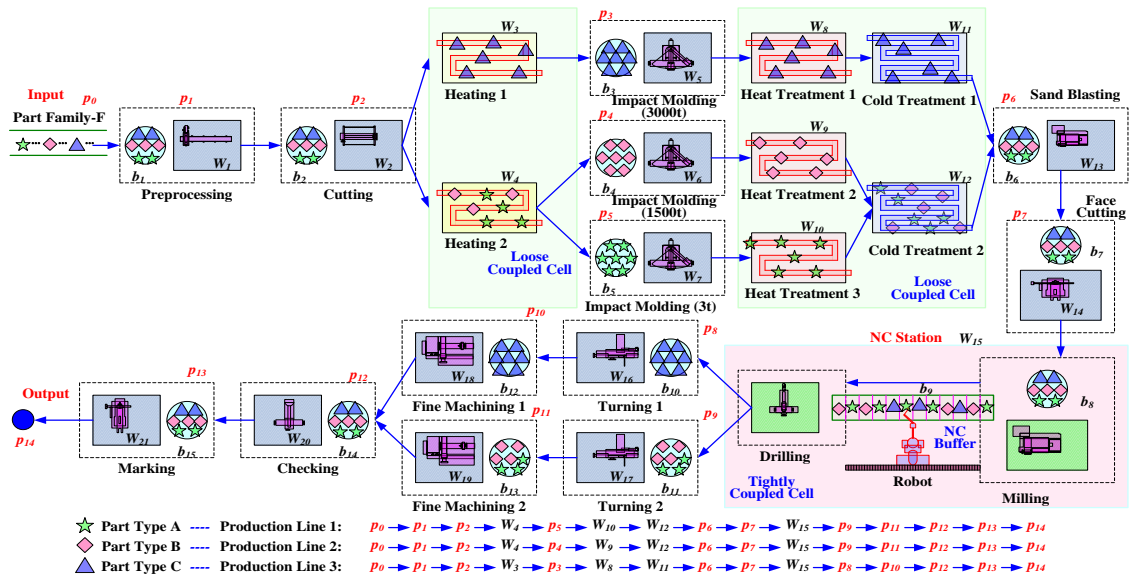 Input
p0
Part Family-F
p1
b1
W1
Preprocessing
p2
b2
W2
Cutting
W3
Heating 1
W4
Heating 2
Loose
Coupled Cell
p3
b3
W5
Impact Molding
(3000t)
p4
b4
W6
Impact Molding
(1500t)
p5
b5
W7
Impact Molding (3t)
W8
Heat Treatment 1
W9
Heat Treatment 2
W10
Heat Treatment 3
W11
Cold Treatment 1
W12
Cold Treatment 2
Loose
Coupled Cell
p6
Sand Blasting
b6
W13
Face
Cutting
p7
b7
W14
NC Station
W15
b8
Milling
b9
NC
Buffer
Robot
Drilling
Tightly
Coupled Cell
p8
W16
b10
Turning 1
p9
W17
b11
Turning 2
p10
W18
b12
Fine Machining 1
p11
W19
b13
Fine Machining 2
p12
W20
b14
Checking
p13
W21
b15
Marking
Output
p14
Part Type A ---- Production Line 1: p0 p1 p2 W4 p5 W10 W12 p6 p7 W15 p9 p11 p12 p13 p14
Part Type B ---- Production Line 2: p0 p1 p2 W4 p4 W9 W12 p6 p7 W15 p9 p11 p12 p13 p14
Part Type C ---- Production Line 3: p0 p1 p2 W3 p3 W8 W11 p6 p7 W15 p8 p10 p12 p13 p14